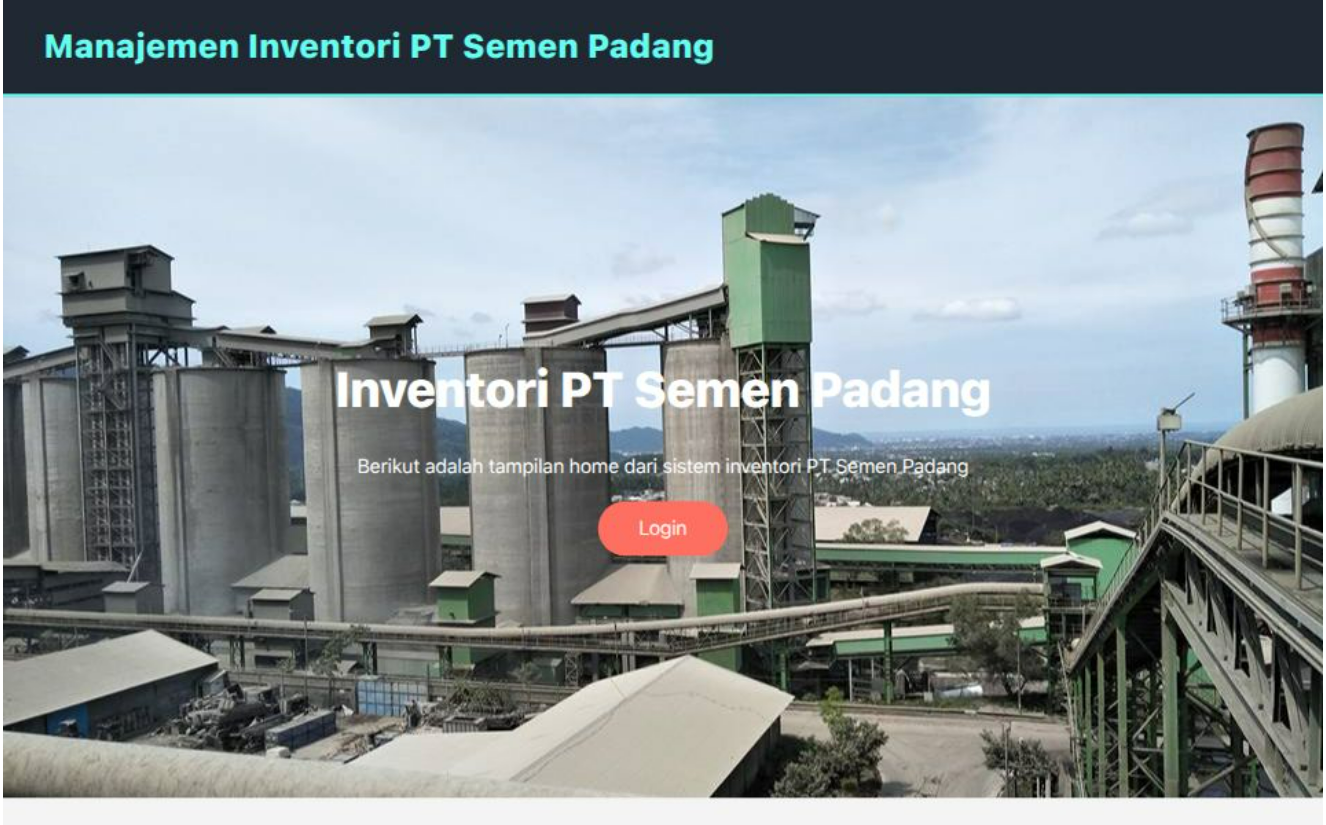 Manajemen Inventori PT Semen Padang
Inventori PT Semen Padang
Berikut adalah tampilan home dari sistem inventori PT Semen Padang
Login